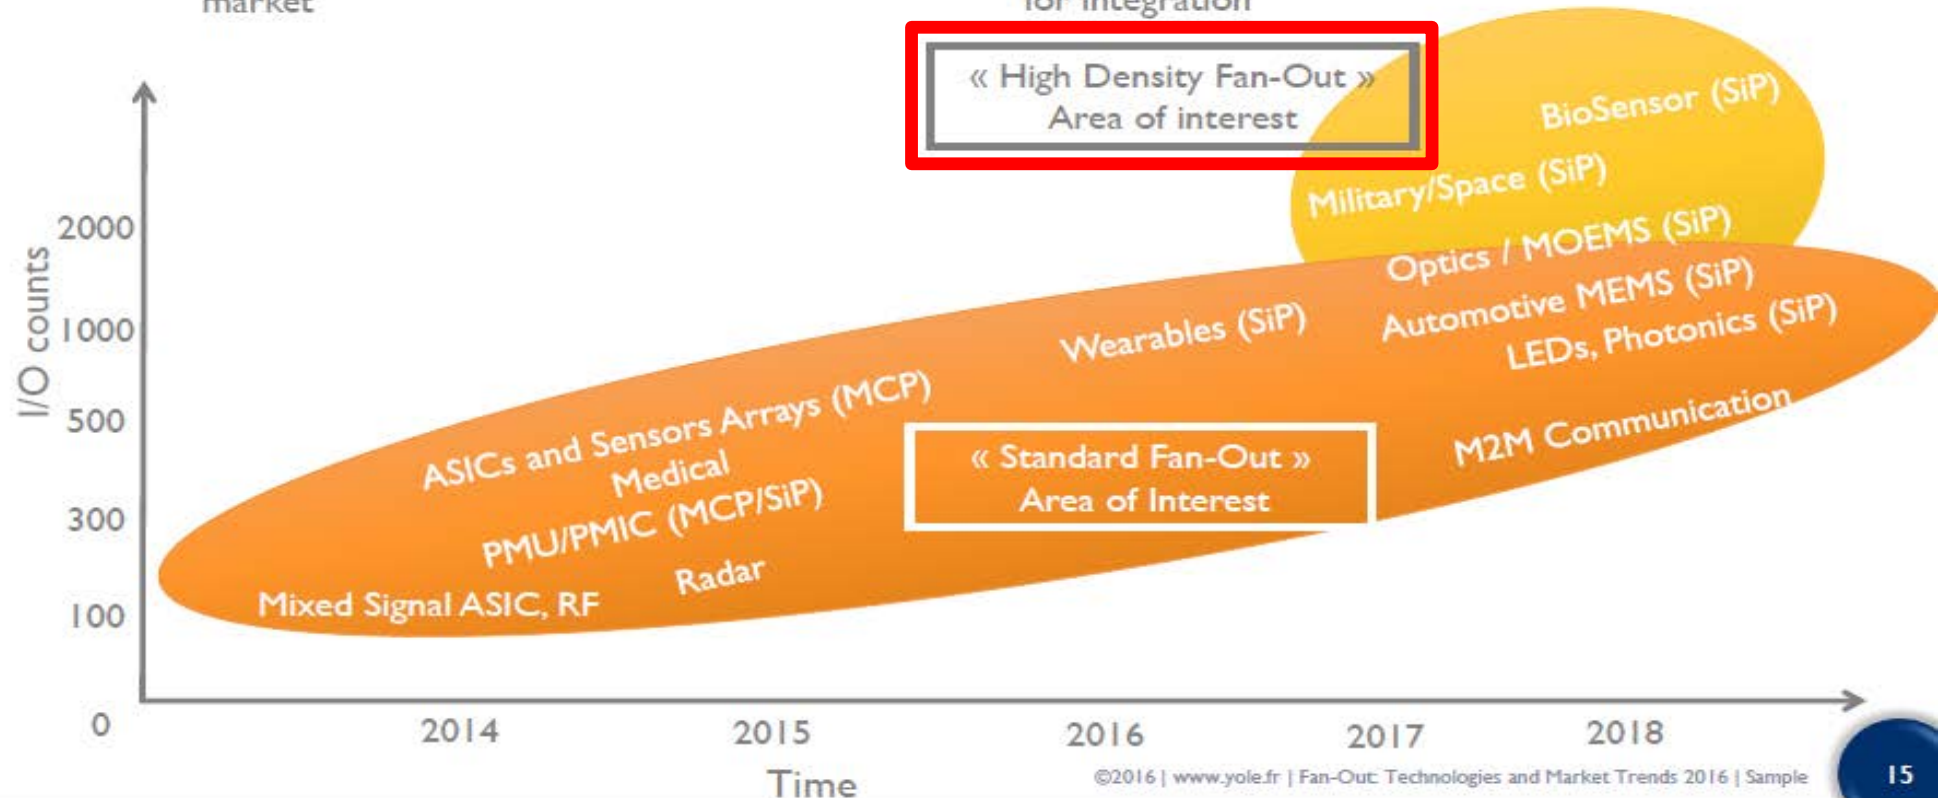 market
for integration
« High Density Fan-Out »
Area of interest
BioSensor (SiP)
Military/Space (SiP)
Optics / MOEMS (SiP)
Automotive MEMS (SiP)
LEDs, Photonics (SiP)
Wearables (SiP)
M2M Communication
ASICs and Sensors Arrays (MCP)
Medical
PMU/PMIC (MCP/SiP)
Radar
Mixed Signal ASIC, RF
« Standard Fan-Out »
Area of Interest
I/O counts
2000
1000
500
300
100
0
2014
2015
2016
2017
2018
Time
©2016 | www.yole.fr | Fan-Out: Technologies and Market Trends 2016 | Sample
15